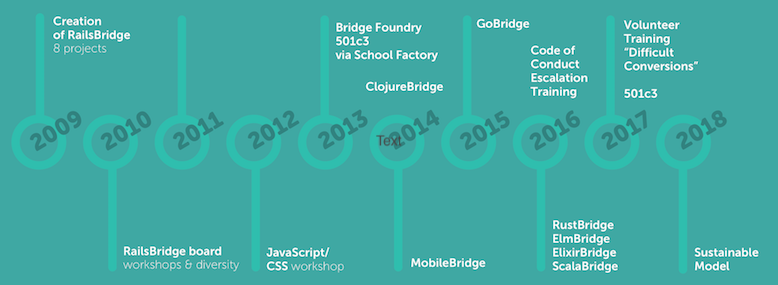 Creation
of RailsBridge
8 projects
Bridge Foundry
501c3
via School Factory
ClojureBridge
GoBridge
Code of
Conduct
Escalation
Training
Volunteer
Training
“Difficult
Conversions”
501c3
2009
2010
2011
2012
2013
2014
Text
2015
2016
2017
2018
RailsBridge board
workshops & diversity
JavaScript/
CSS workshop
MobileBridge
RustBridge
ElmBridge
ElixirBridge
ScalaBridge
Sustainable
Model